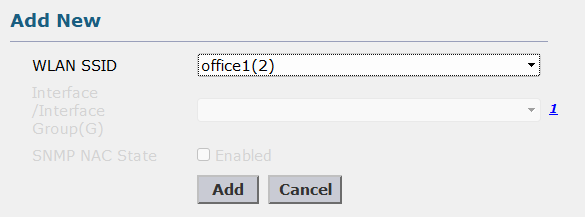 Add New
WLAN SSID
office1(2)
Interface
/Interface
Group(G)
1
SNMP NAC State
Enabled
Add
Cancel